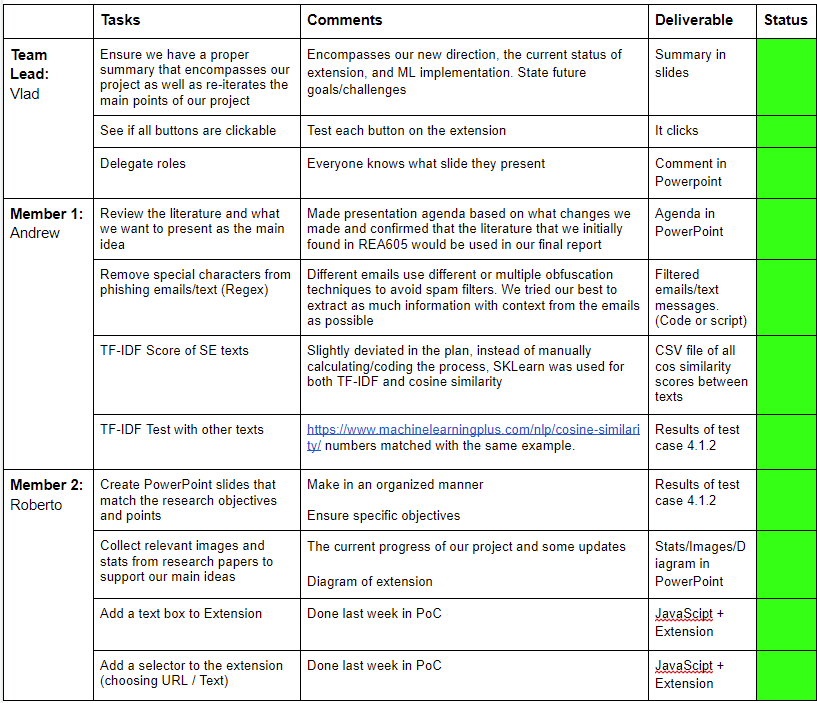 Tasks
Comments
Deliverable
Status
Team
Lead:
Vlad
Ensure we have a proper
summary that encompasses our
project as well as re-iterates the
main points of our project
Encompasses our new direction, the current status of
extension, and ML implementation. State future
goals/challenges
Summary in
slides
See if all buttons are clickable
Test each button on the extension
It clicks
Delegate roles
Everyone knows what slide they present
Comment in
Powerpoint
Member 1:
Andrew
Review the literature and what
we want to present as the main
idea
Made presentation agenda based on what changes we
made and confirmed that the literature that we initially
found in REA605 would be used in our final report
Agenda in
PowerPoint
Remove special characters from
phishing emails/text (Regex)
Different emails use different or multiple obfuscation
techniques to avoid spam filters. We tried our best to
extract as much information with context from the emails
as possible
Filtered
emails/text
messages.
(Code or script)
TF-IDF Score of SE texts
Slightly deviated in the plan, instead of manually
calculating/coding the process, SKLearn was used for
both TF-IDF and cosine similarity
CSV file of all
cos similarity
scores between
texts
TF-IDF Test with other texts
https://www.machinelearningplus.com/nlp/cosine-similari
ty/ numbers matched with the same example.
Results of test
case 4.1.2
Member 2:
Roberto
Create PowerPoint slides that
match the research objectives
and points
Make in an organized manner
Ensure specific objectives
Results of test
case 4.1.2
Collect relevant images and
stats from research papers to
support our main ideas
The current progress of our project and some updates
Diagram of extension
Stats/Images/D
iagram in
PowerPoint
Add a text box to Extension
Done last week in PoC
JavaScipt +
Extension
Add a selector to the extension
(choosing URL / Text)
Done last week in PoC
JavaScipt +
Extension